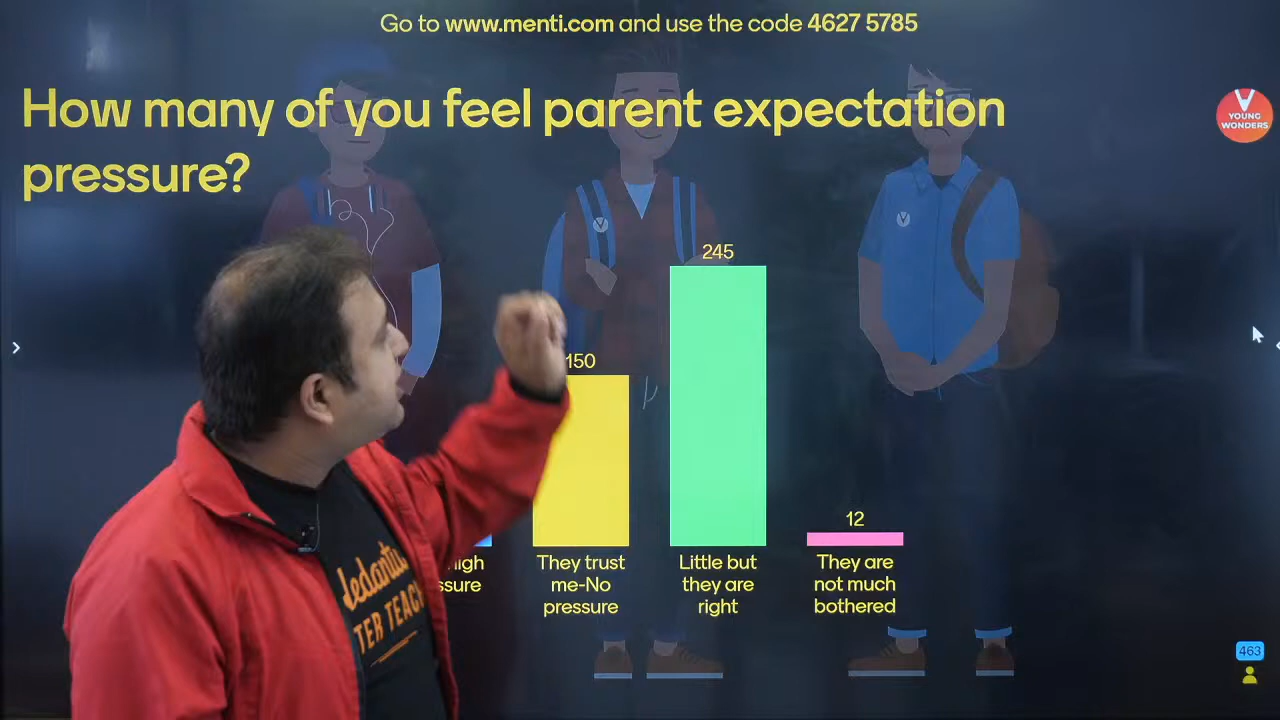 Go to www.menti.com and use the code 4627 5785
How many of you feel parent expectation
pressure?
YOUNG
WONDERS
245
150
12
They trust
me-No
pressure
Little but
they are
right
They are
not much
bothered
463